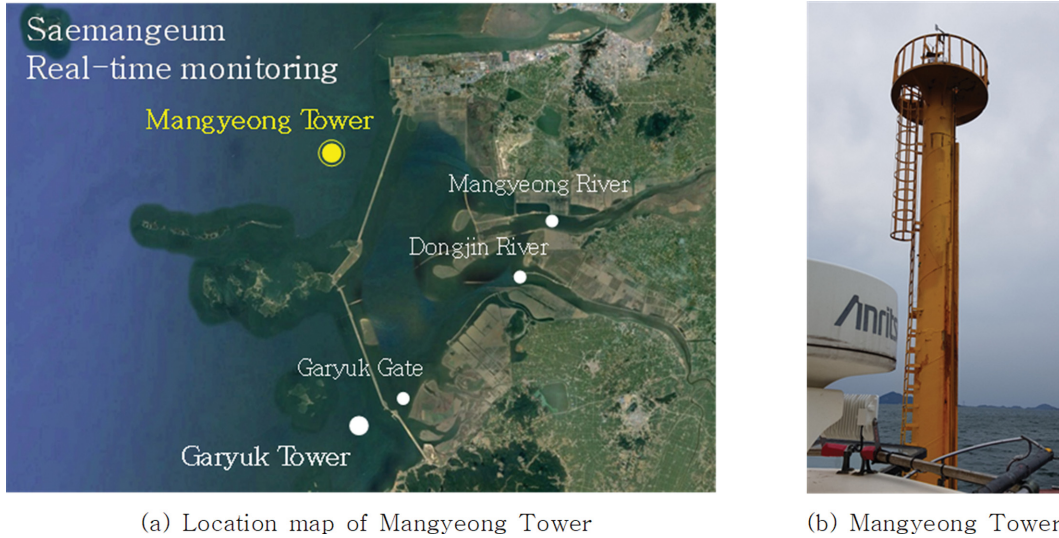 Saemangeum
Real-time monitoring
Mangyeong Tower
Mangyeong River
Dongjin River
Garyuk Gate
Garyuk Tower
Anrits
(a) Location map of Mangyeong Tower
(b) Mangyeong Tower